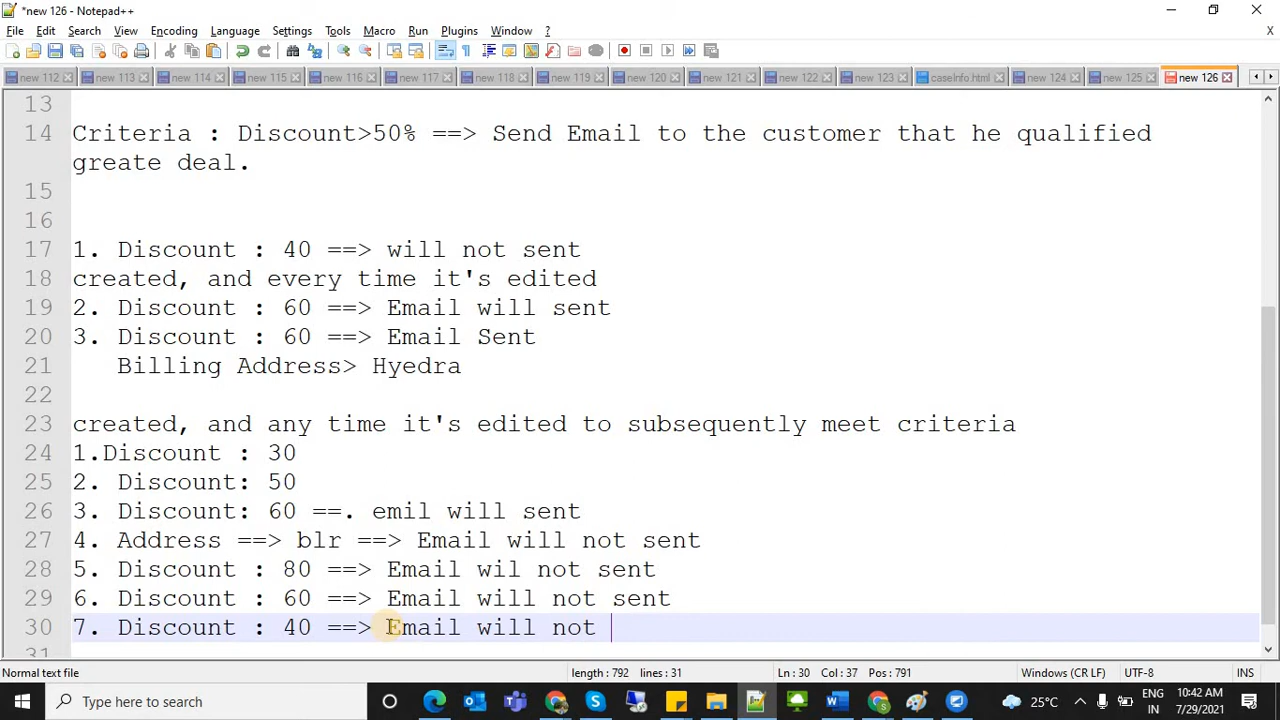 *new 126 - Notepad++
File Edit Search View Encoding Language Settings Tools Macro Run Plugins Window ?
new 112 new 113 new 114 new 115 new 116 new 117 new 118 new 119 new 120 new 121 new 122 new 123 caseInfo.html new 124 new 125 new 126
13
14 Criteria : Discount>50% ==> Send Email to the customer that he qualified
greate deal.
15
16
17 1. Discount : 40 ==> will not sent
18 created, and every time it's edited
19 2. Discount : 60 ==> Email will sent
20 3. Discount : 60 ==> Email Sent
21 Billing Address> Hyedra
22
23 created, and any time it's edited to subsequently meet criteria
24 1.Discount : 30
25 2. Discount: 50
26 3. Discount: 60 ==. emil will sent
27 4. Address ==> blr ==> Email will not sent
28 5. Discount : 80 ==> Email wil not sent
29 6. Discount : 60 ==> Email will not sent
30 7. Discount : 40 ==> Email will not
31
Normal text file length : 792 lines : 31 Ln : 30 Col : 37 Pos : 791 Windows (CR LF) UTF-8 INS
Type here to search 25°C ENG 10:42 AM
IN 7/29/2021